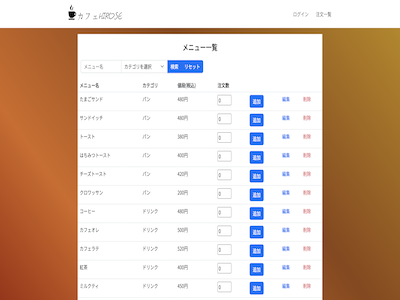 カフェHIROSE
ログイン 注文一覧
メニュー一覧
メニュー名 カテゴリを選択 検索 リセット
メニュー名 カテゴリ 価格(税込) 注文数
たまごサンド パン 480円 0 追加 編集 削除
サンドイッチ パン 480円 0 追加 編集 削除
トースト パン 380円 0 追加 編集 削除
はちみつトースト パン 400円 0 追加 編集 削除
チーズトースト パン 420円 0 追加 編集 削除
クロワッサン パン 200円 0 追加 編集 削除
コーヒー ドリンク 480円 0 追加 編集 削除
カフェオレ ドリンク 500円 0 追加 編集 削除
カフェラテ ドリンク 520円 0 追加 編集 削除
紅茶 ドリンク 400円 0 追加 編集 削除
ミルクティ ドリンク 450円 0 追加 編集 削除